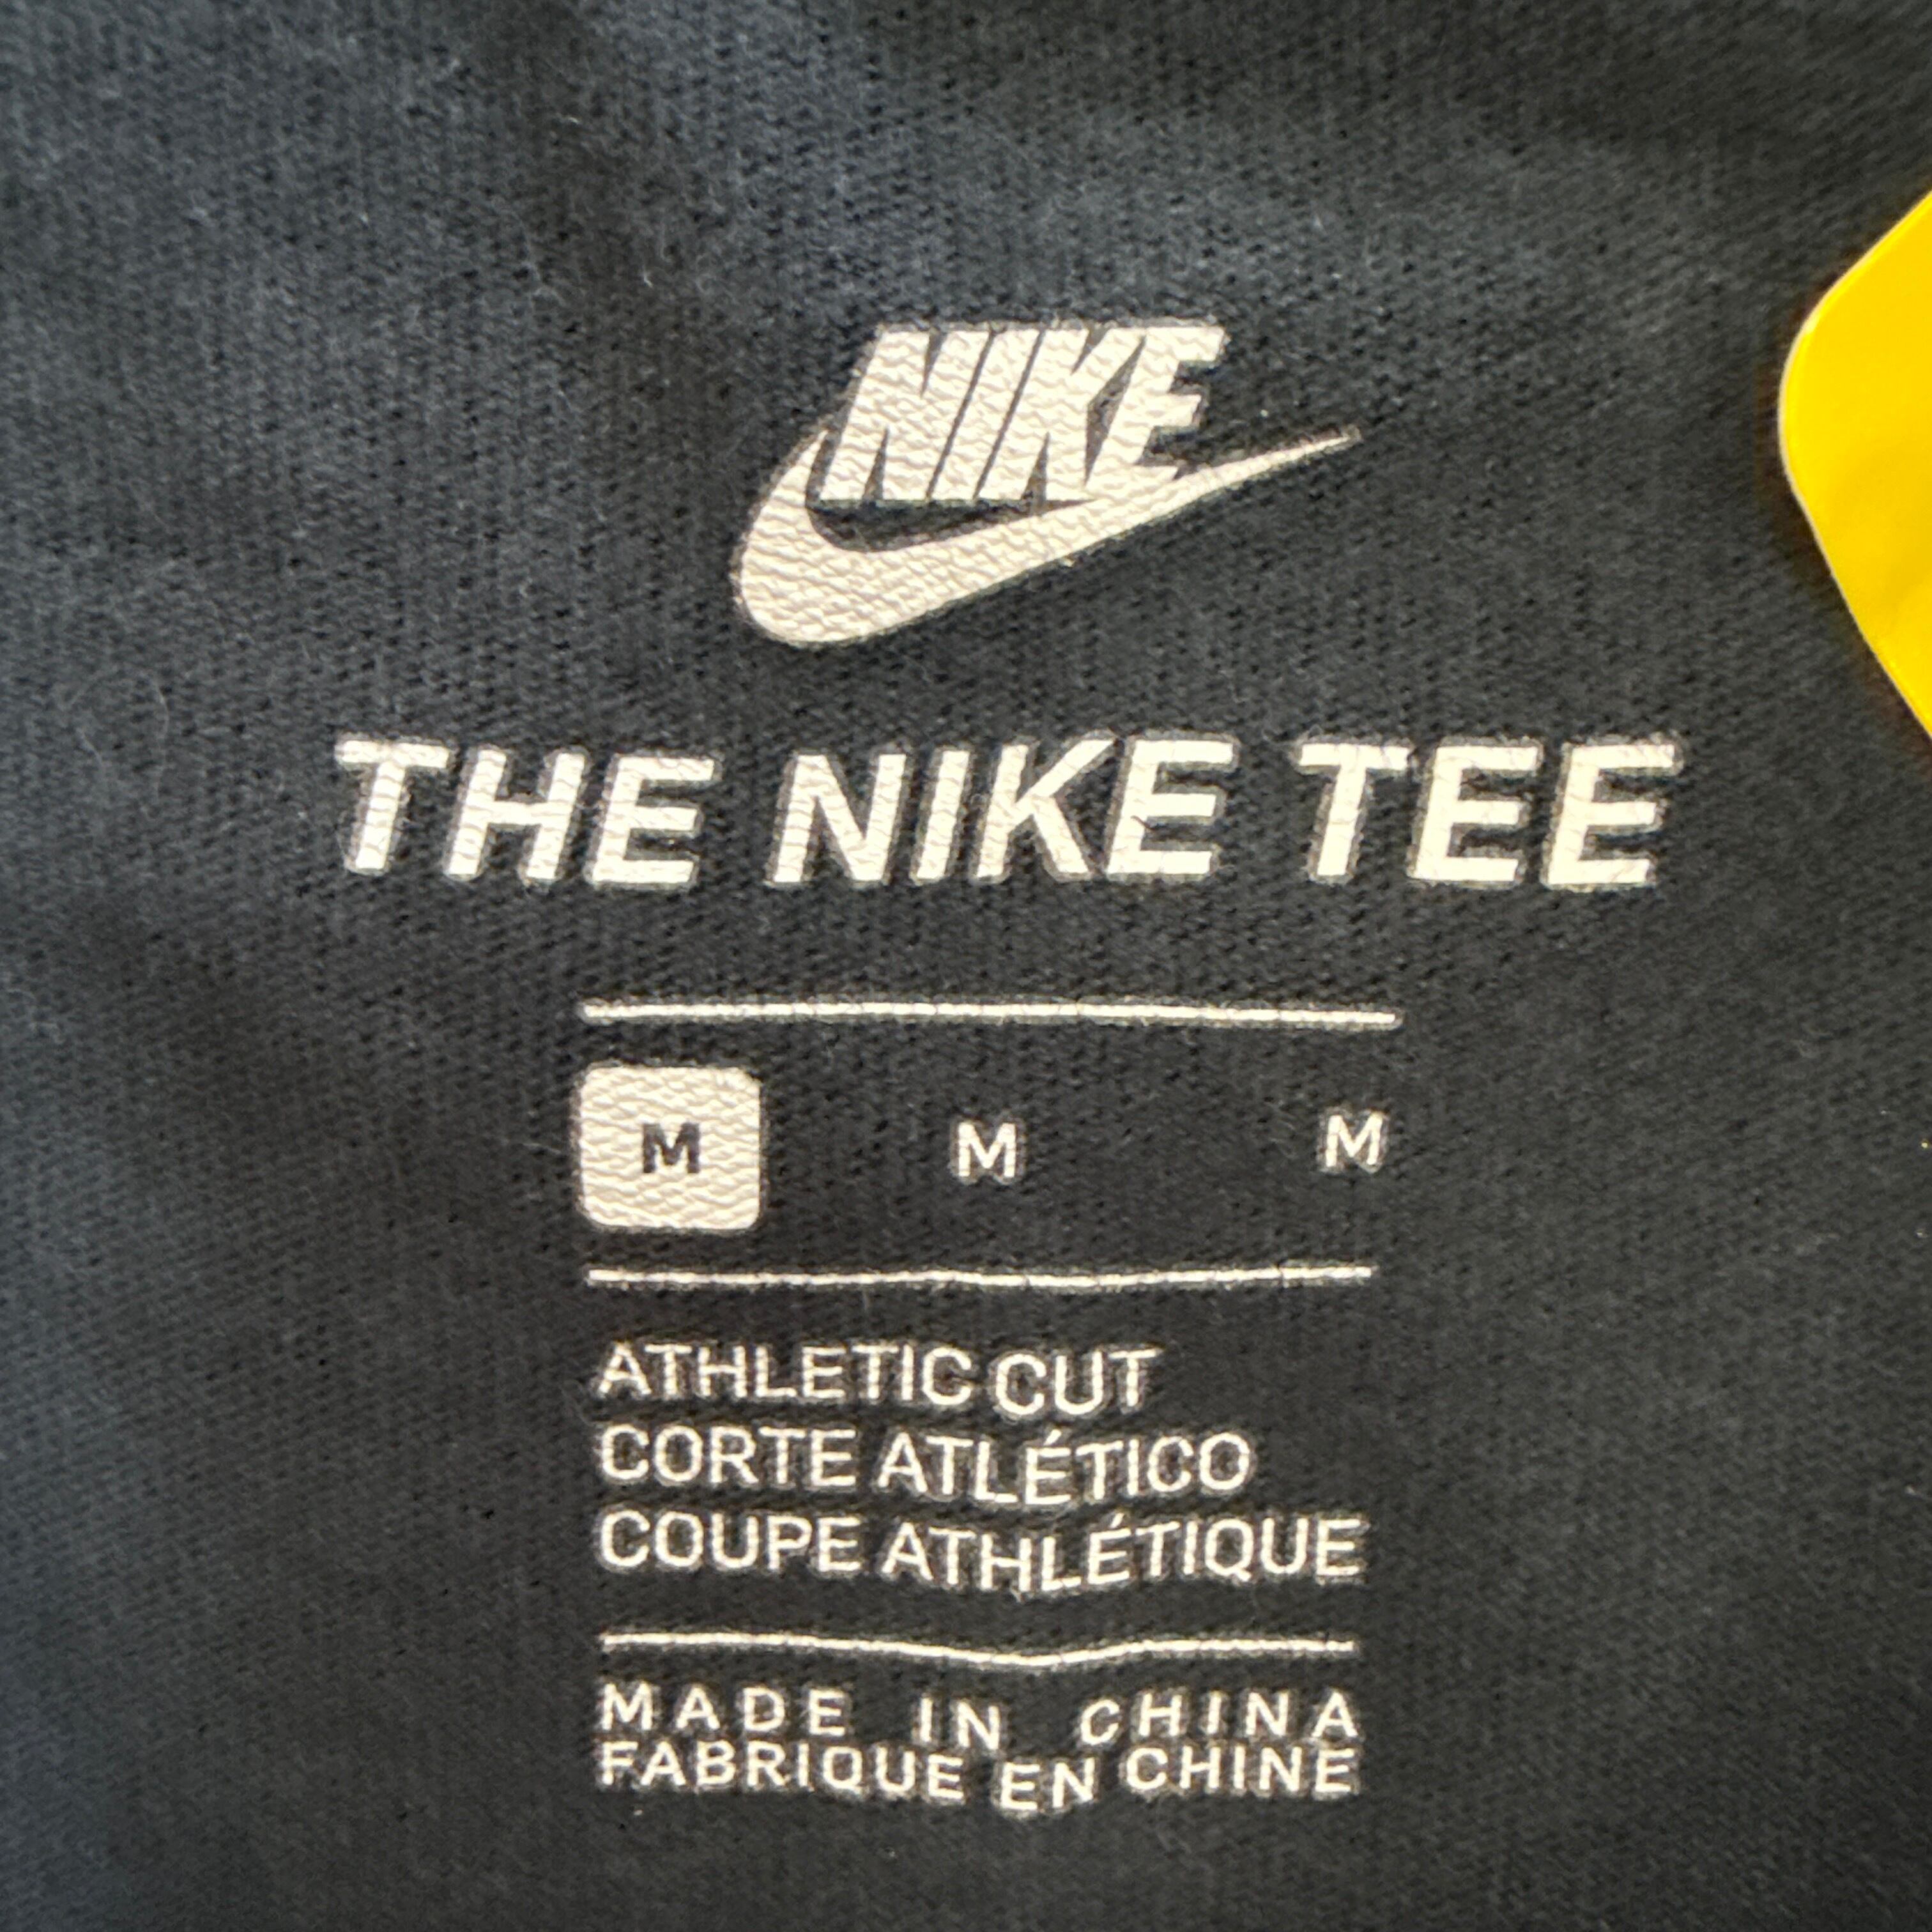 NIKE
THE NIKE TEE
M M M
ATHLETIC CUT
CORTE ATLÉTICO
COUPE ATHLÉTIQUE
MADE IN CHINA
FABRIQUE EN CHINE